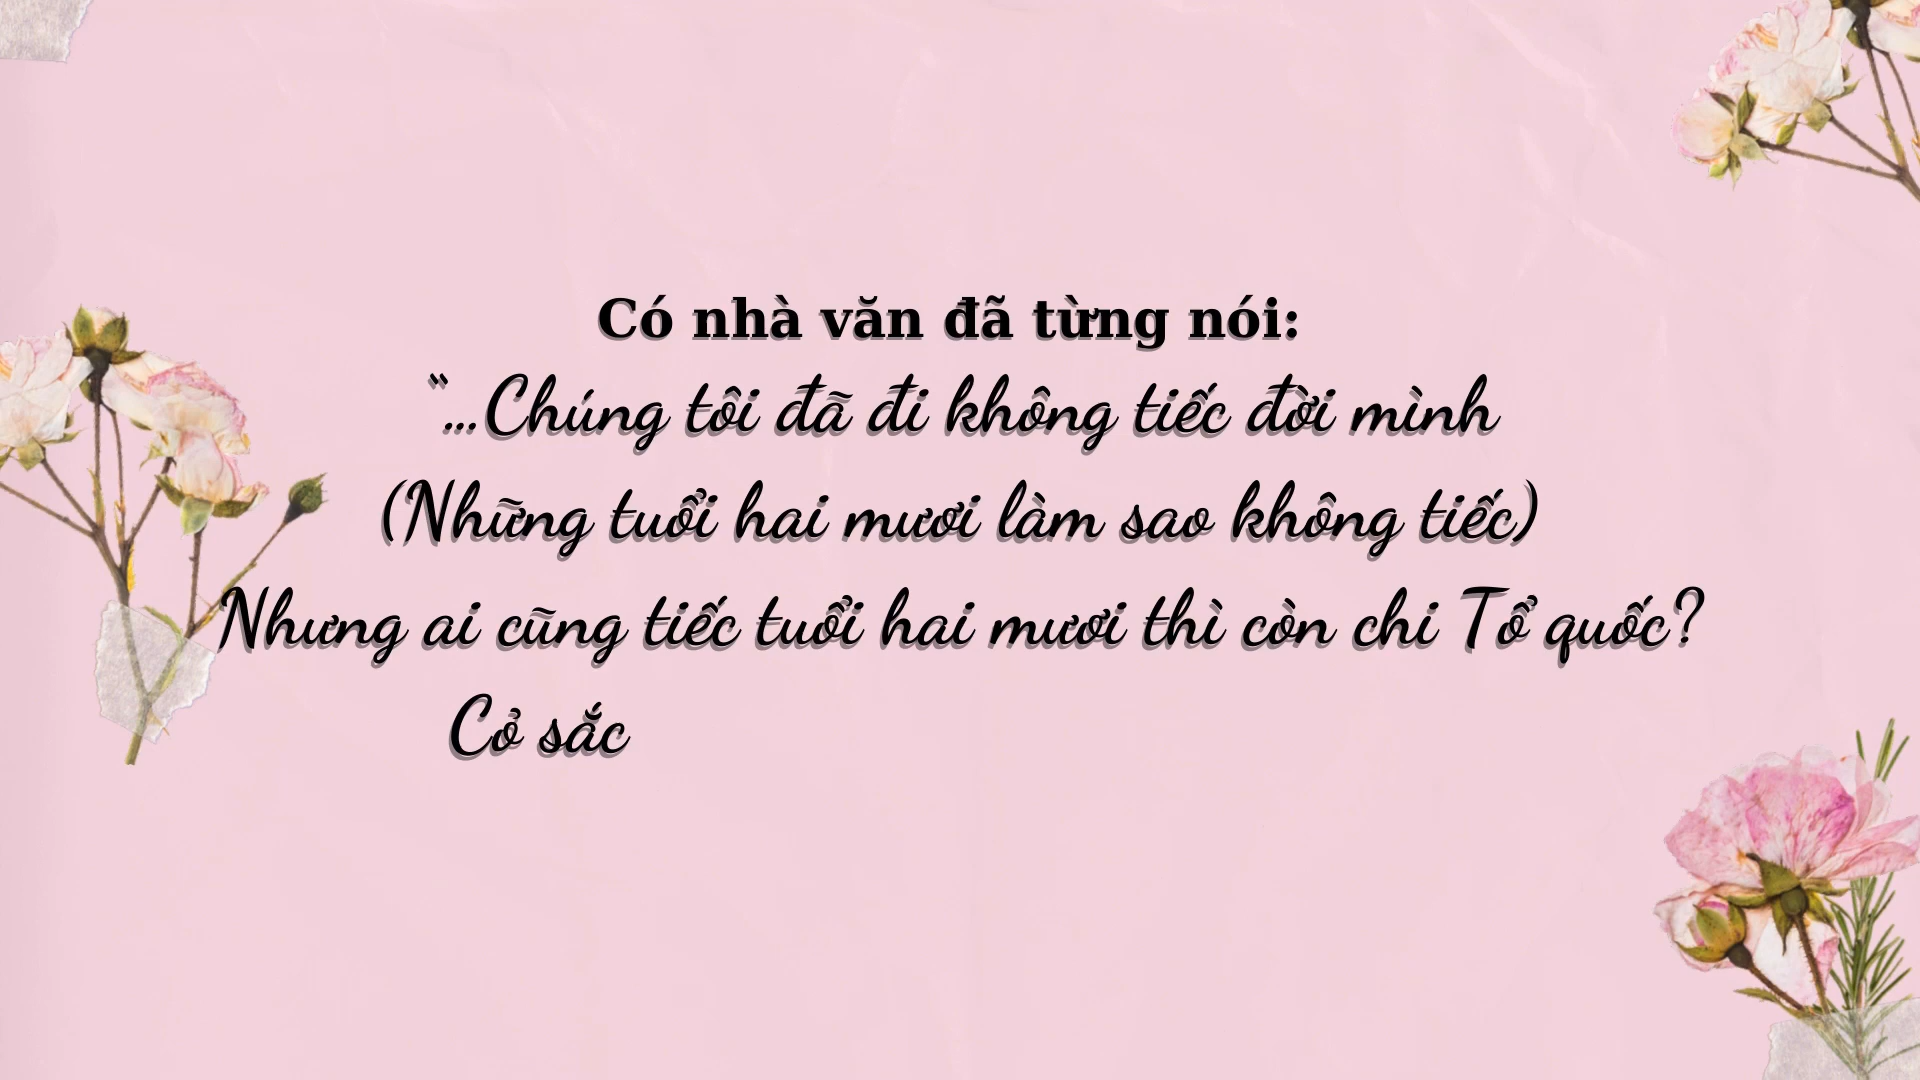 Có nhà văn đã từng nói:
“...Chúng tôi đã đi không tiếc đời mình
(Những tuổi hai mươi làm sao không tiếc)
Nhưng ai cũng tiếc tuổi hai mươi thì còn chi Tổ quốc?
Cỏ sắc